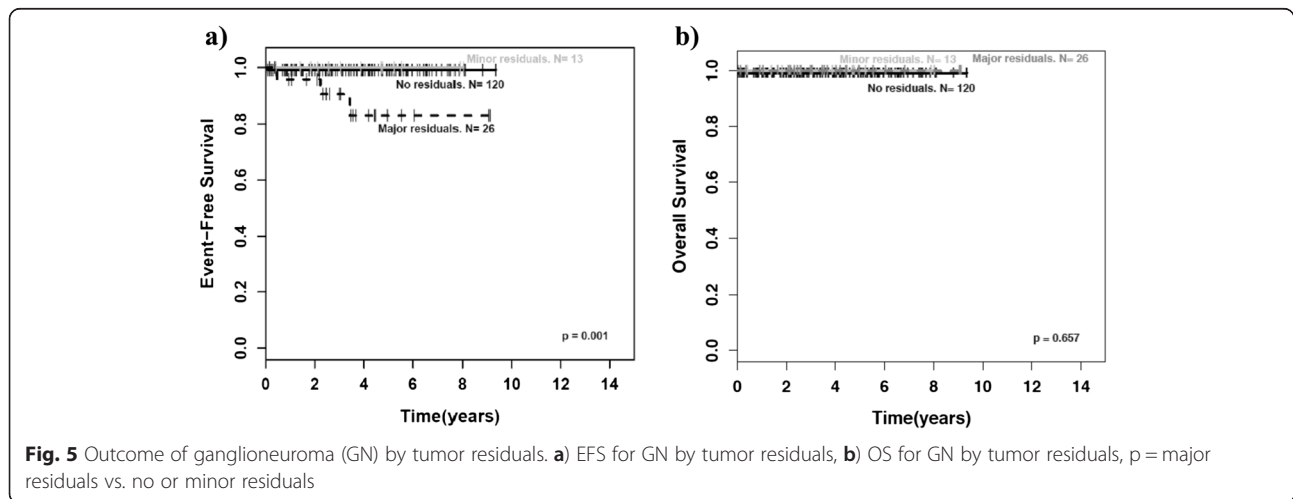 a)
Minor residuals. N= 13
No residuals. N= 120
Major residuals. N= 26
Event-Free Survival
0.0 0.2 0.4 0.6 0.8 1.0
p = 0.001
0 2 4 6 8 10 12 14
Time(years)
b)
Minor residuals. N= 13 Major residuals. N= 26
No residuals. N= 120
Overall Survival
0.0 0.2 0.4 0.6 0.8 1.0
p = 0.657
0 2 4 6 8 10 12 14
Time(years)
Fig. 5 Outcome of ganglioneuroma (GN) by tumor residuals. a) EFS for GN by tumor residuals, b) OS for GN by tumor residuals, p = major
residuals vs. no or minor residuals